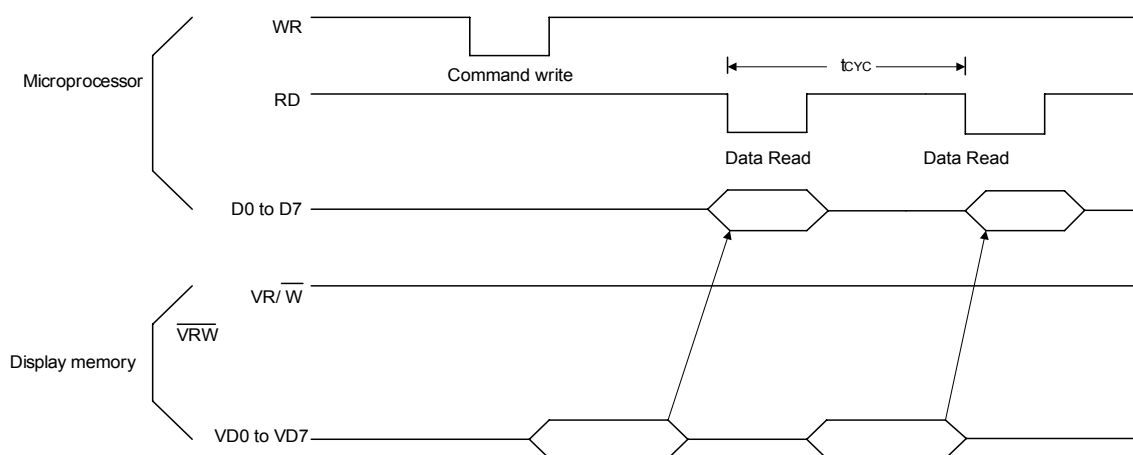 WR
Command write
tCYC
Microprocessor
RD
Data Read
Data Read
D0 to D7
VR/ W̅
V̅R̅W̅
Display memory
VD0 to VD7